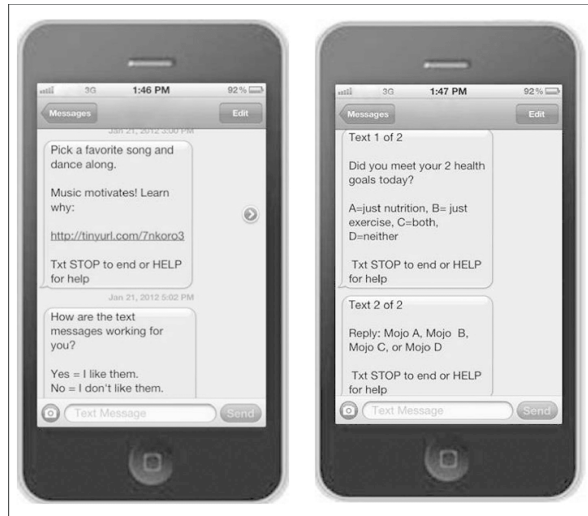 3G 1:46 PM 92%
Messages Edit
Jan 21, 2012 3:00 PM
Pick a favorite song and
dance along.
Music motivates! Learn
why:
http://tinyurl.com/7nkoro3
Txt STOP to end or HELP
for help
Jan 21, 2012 5:02 PM
How are the text
messages working for
you?
Yes = I like them.
No = I don't like them.
Text Message Send
3G 1:47 PM 92%
Messages Edit
Text 1 of 2
Did you meet your 2 health
goals today?
A=just nutrition, B= just
exercise, C=both,
D=neither
Txt STOP to end or HELP
for help
Text 2 of 2
Reply: Mojo A, Mojo B,
Mojo C, or Mojo D
Txt STOP to end or HELP
for help
Text Message Send